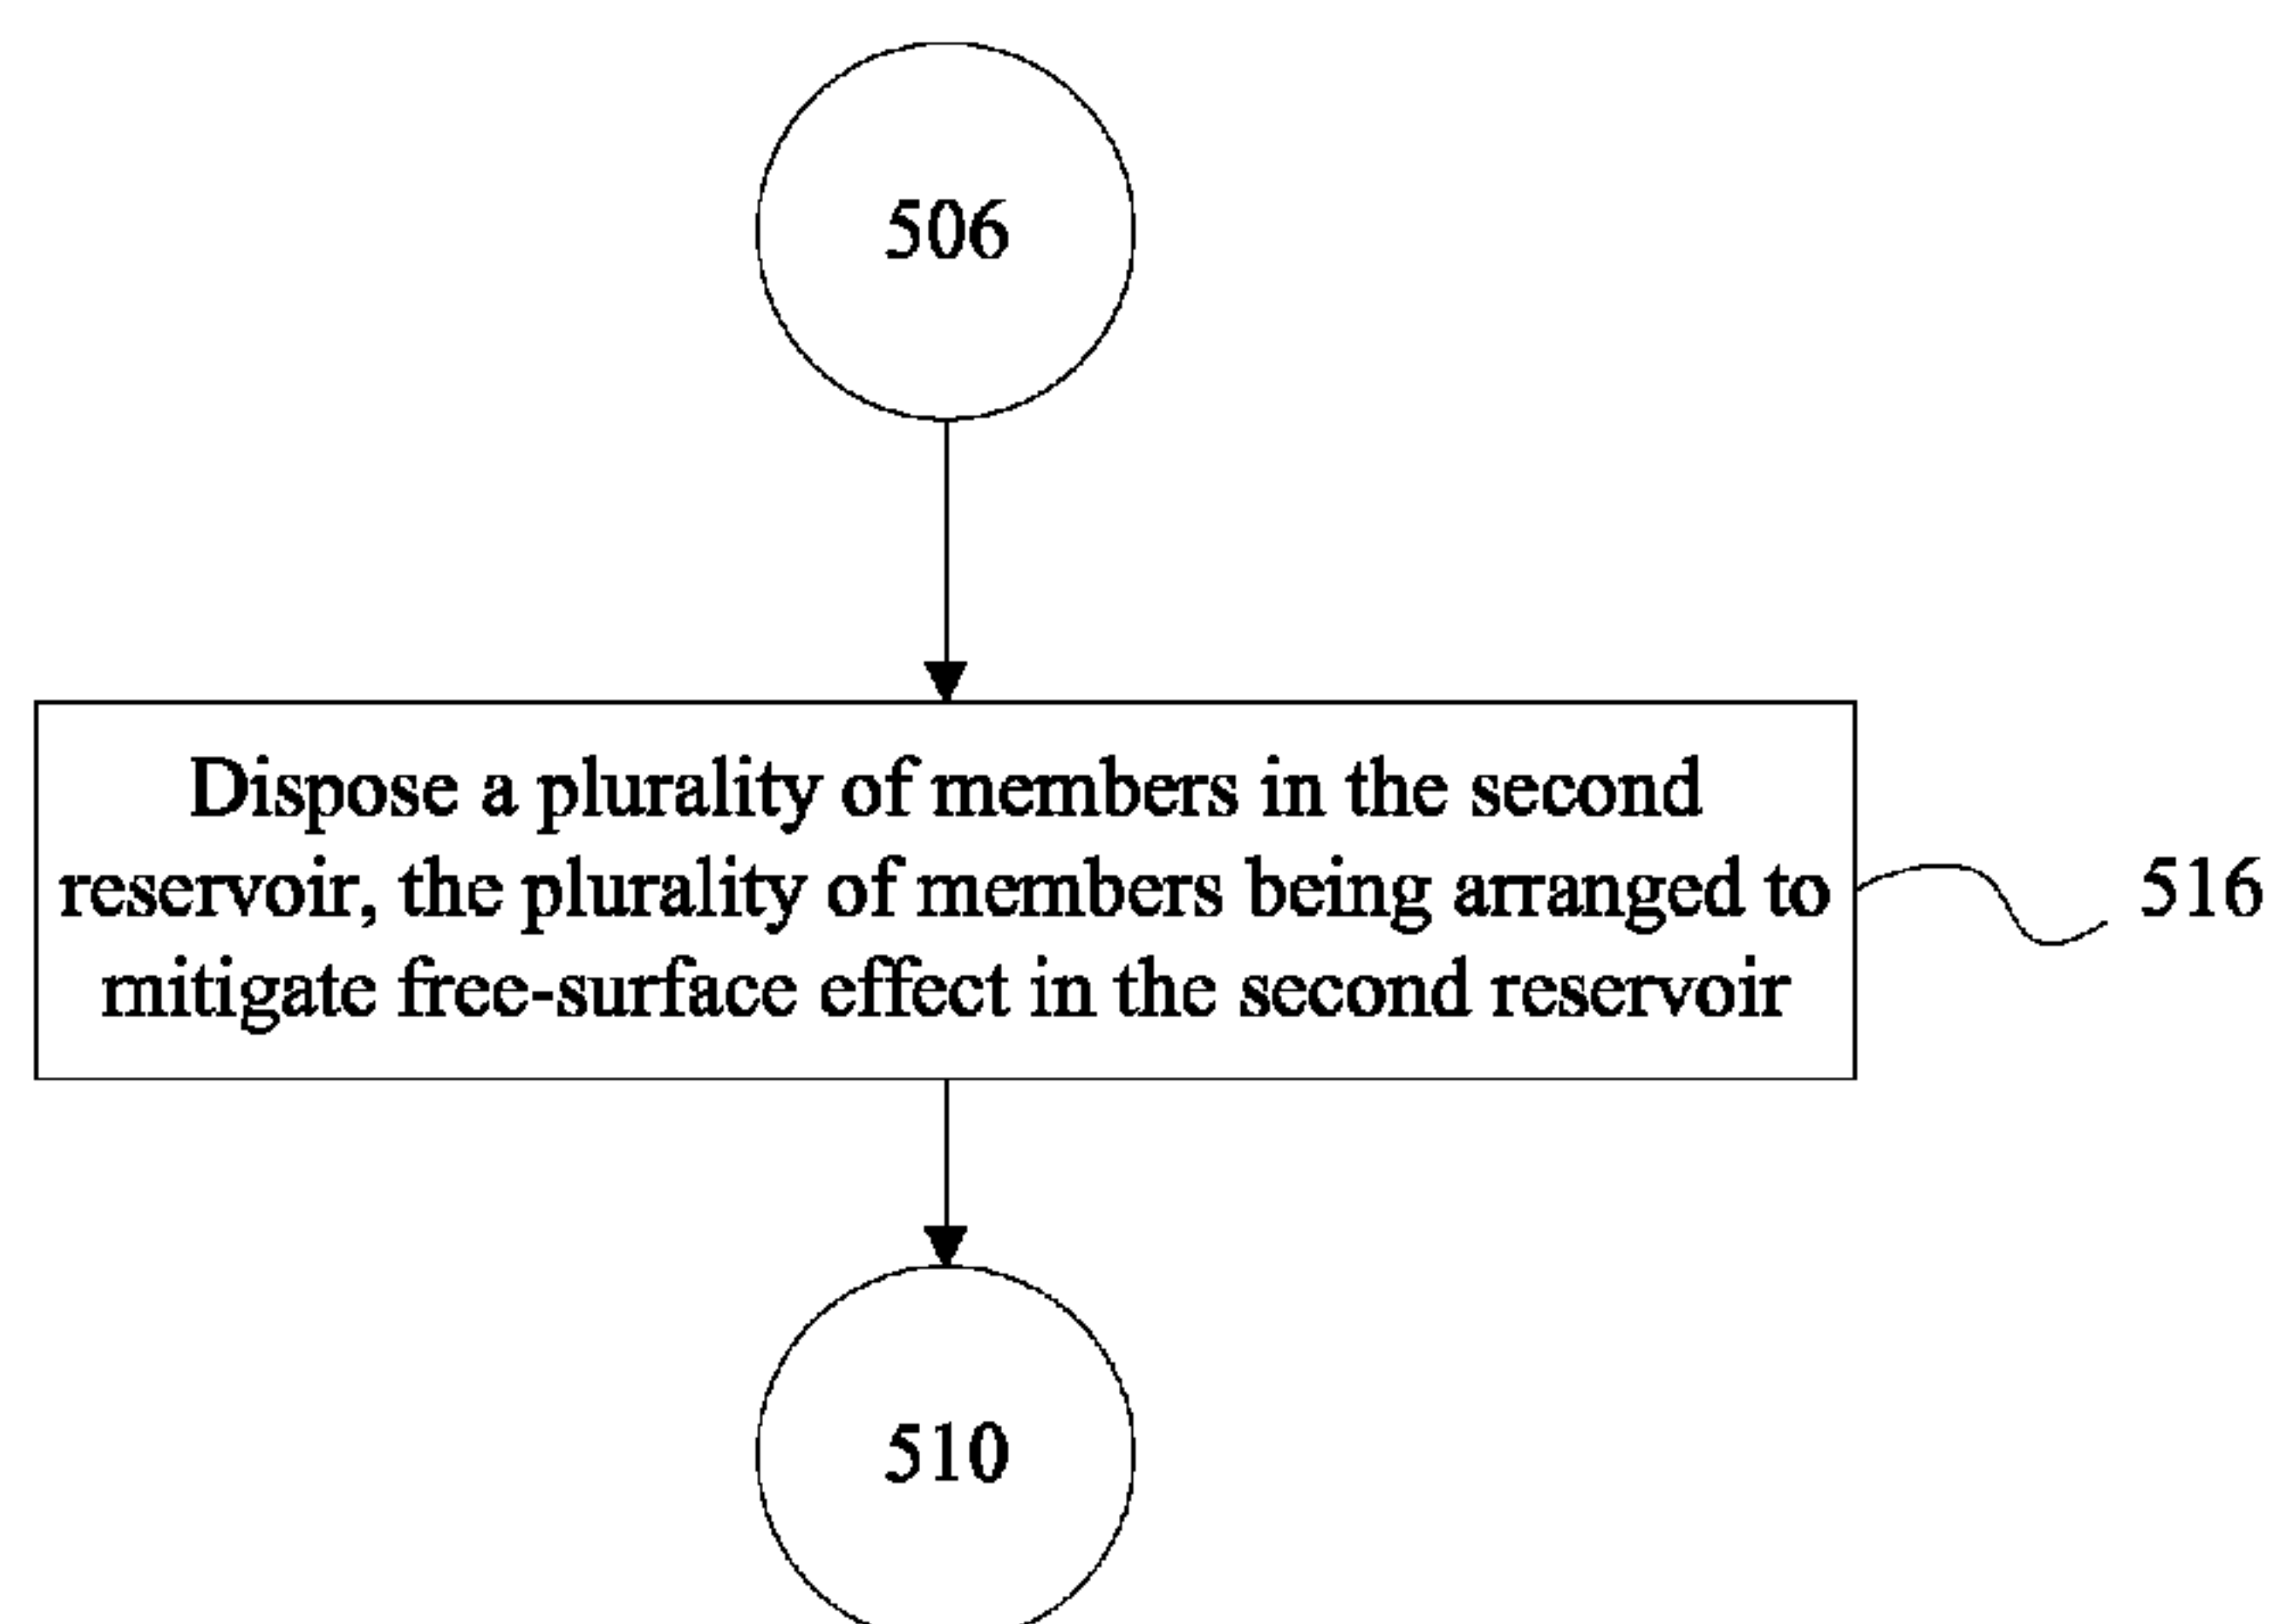 506
Dispose a plurality of members in the second
reservoir, the plurality of members being arranged to
mitigate free-surface effect in the second reservoir
516
510